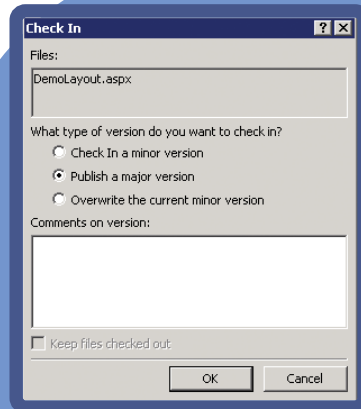 Check In
Files:
DemoLayout.aspx
What type of version do you want to check in?
Check In a minor version
Publish a major version
Overwrite the current minor version
Comments on version:
Keep files checked out
OK
Cancel